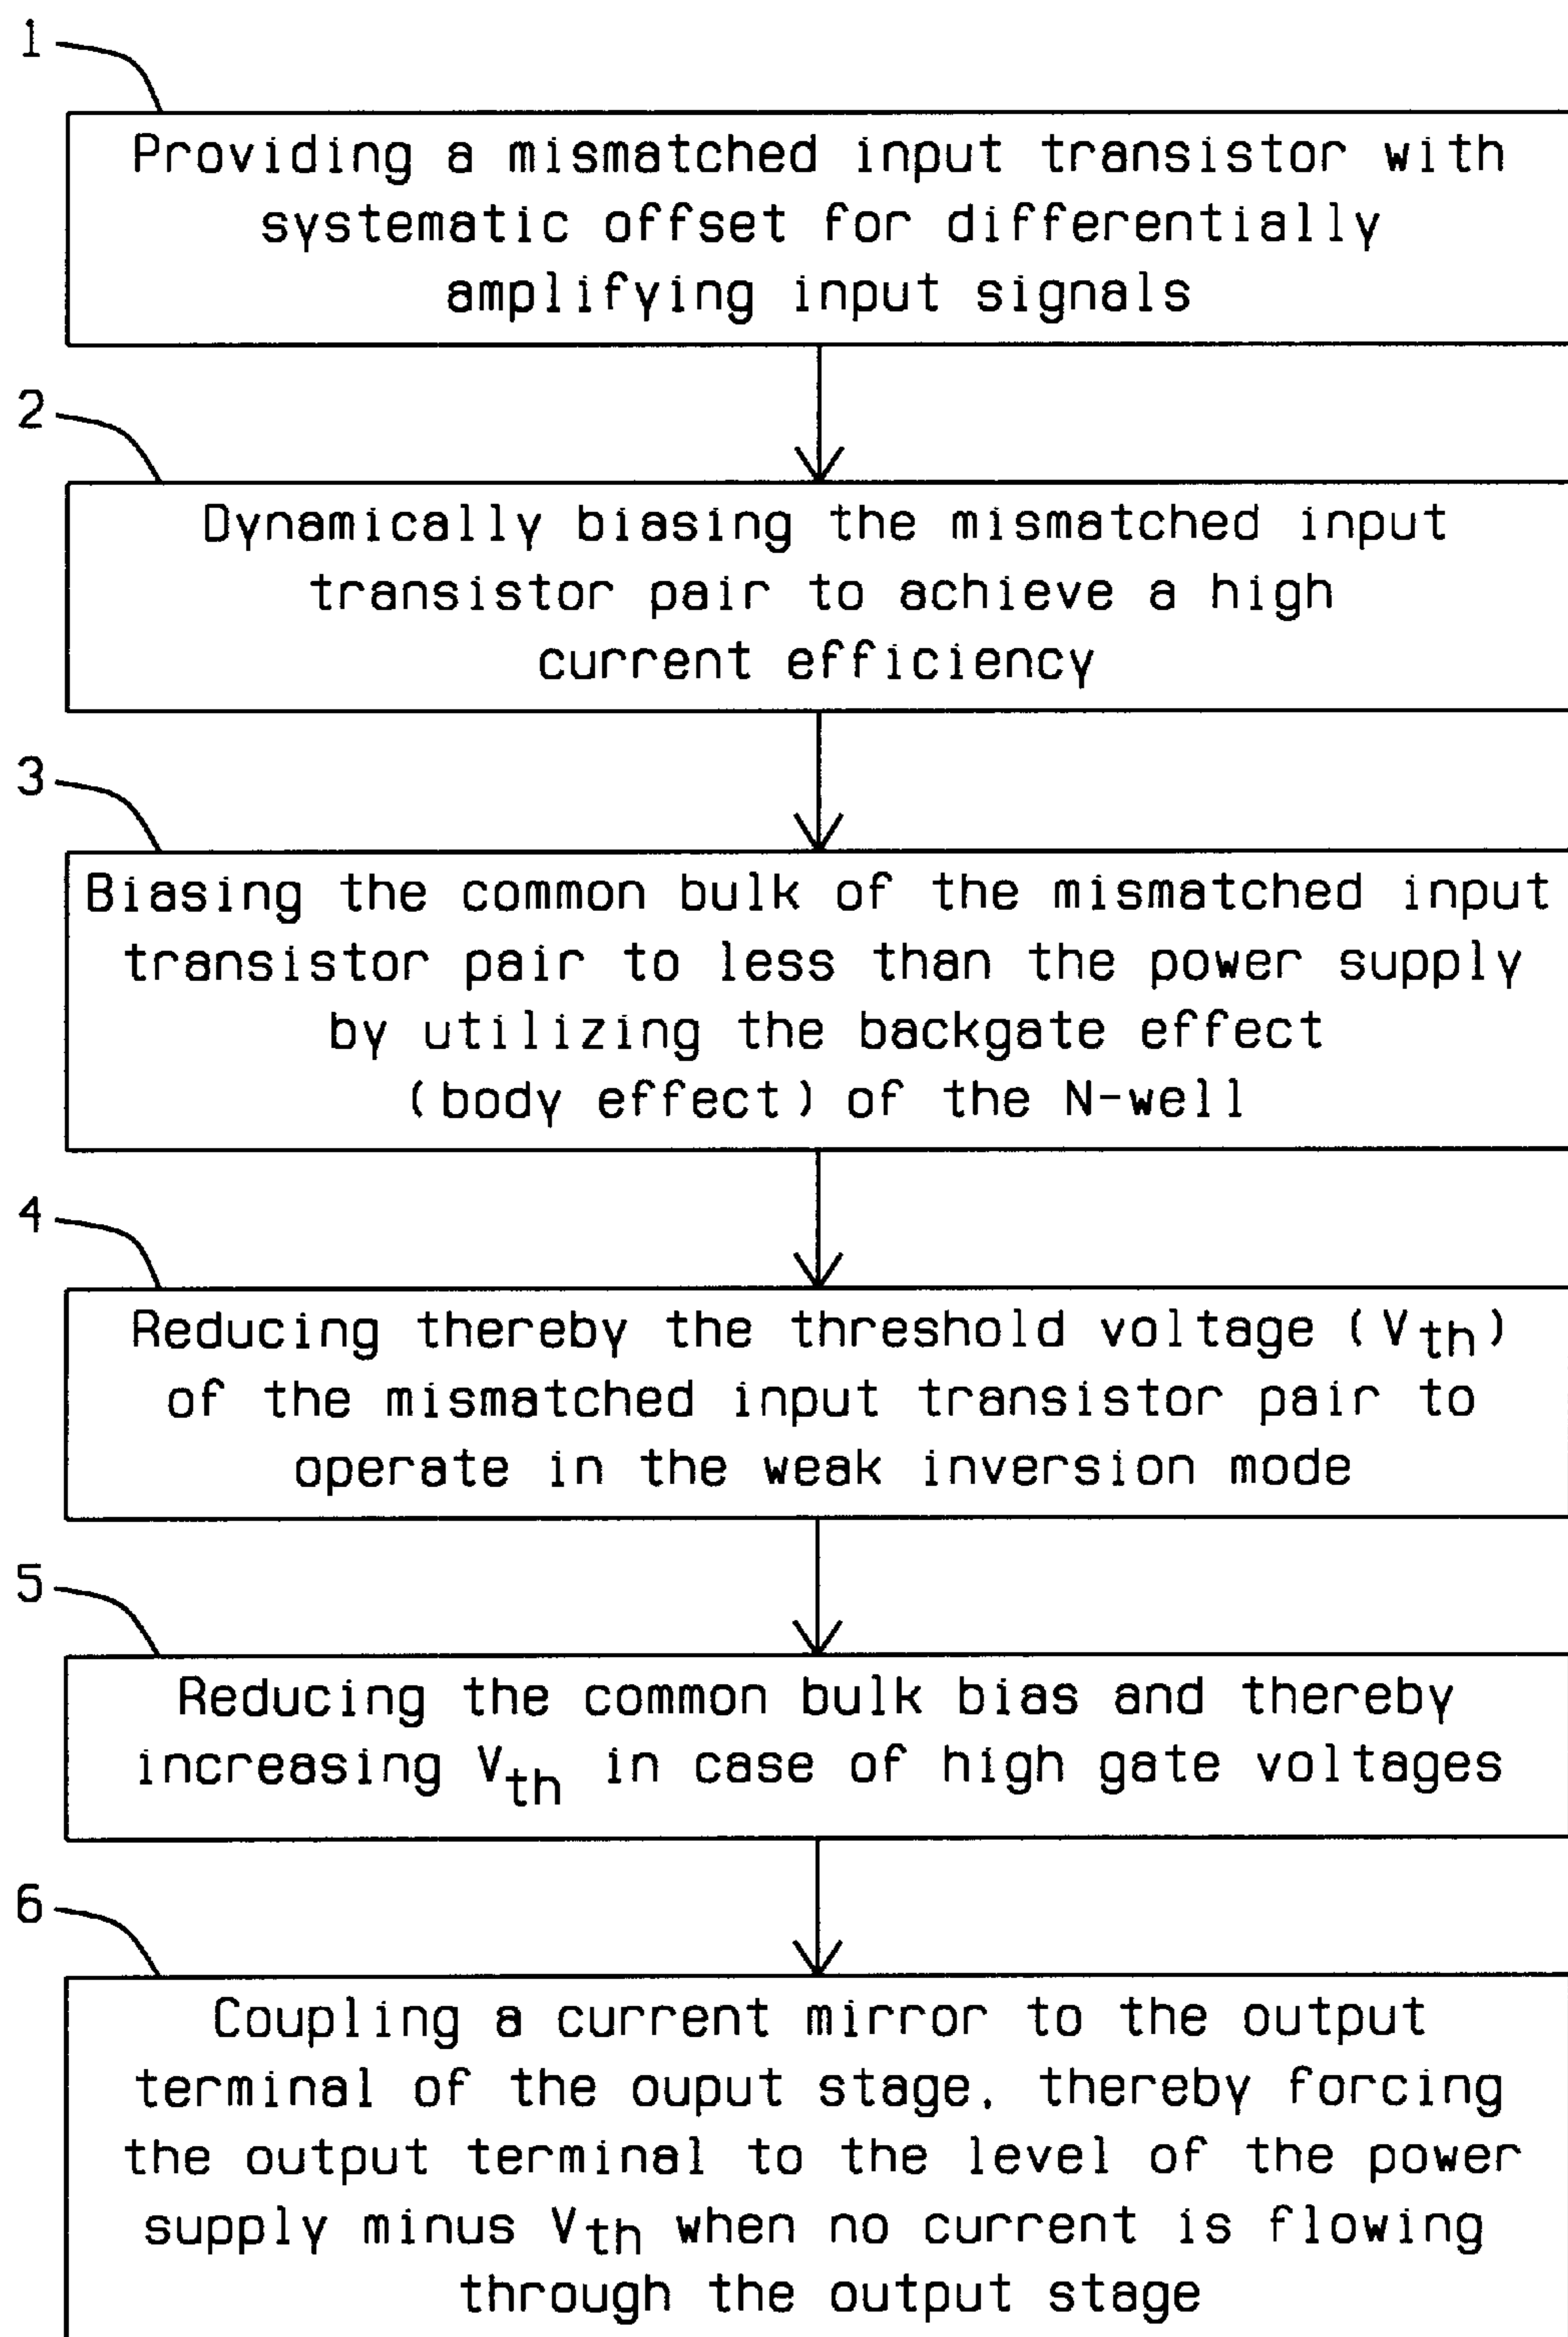 1
Providing a mismatched input transistor with
systematic offset for differentially
amplifying input signals
2
Dynamically biasing the mismatched input
transistor pair to achieve a high
current efficiency
3
Biasing the common bulk of the mismatched input
transistor pair to less than the power supply
by utilizing the backgate effect
(body effect) of the N-well
4
Reducing thereby the threshold voltage (Vth)
of the mismatched input transistor pair to
operate in the weak inversion mode
5
Reducing the common bulk bias and thereby
increasing Vth in case of high gate voltages
6
Coupling a current mirror to the output
terminal of the ouput stage, thereby forcing
the output terminal to the level of the power
supply minus Vth when no current is flowing
through the output stage